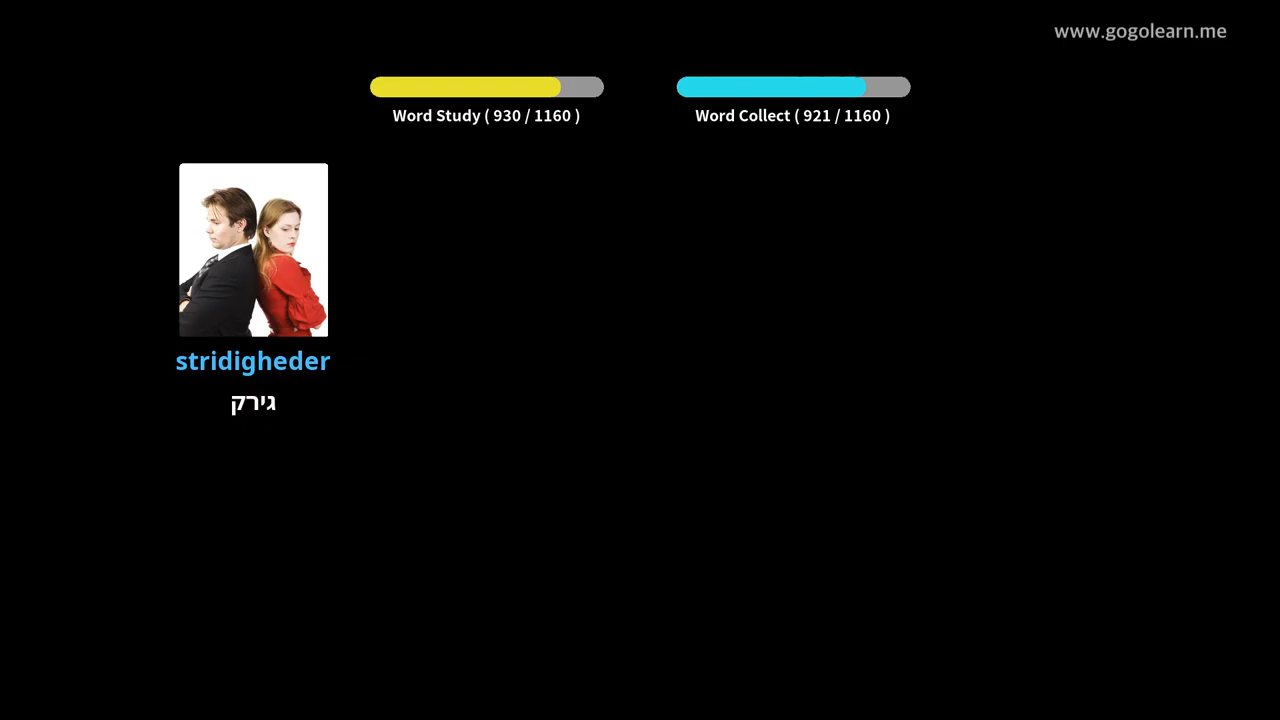 www.gogolearn.me
Word Study ( 930 / 1160 )
Word Collect ( 921 / 1160 )
stridigheder
גירק